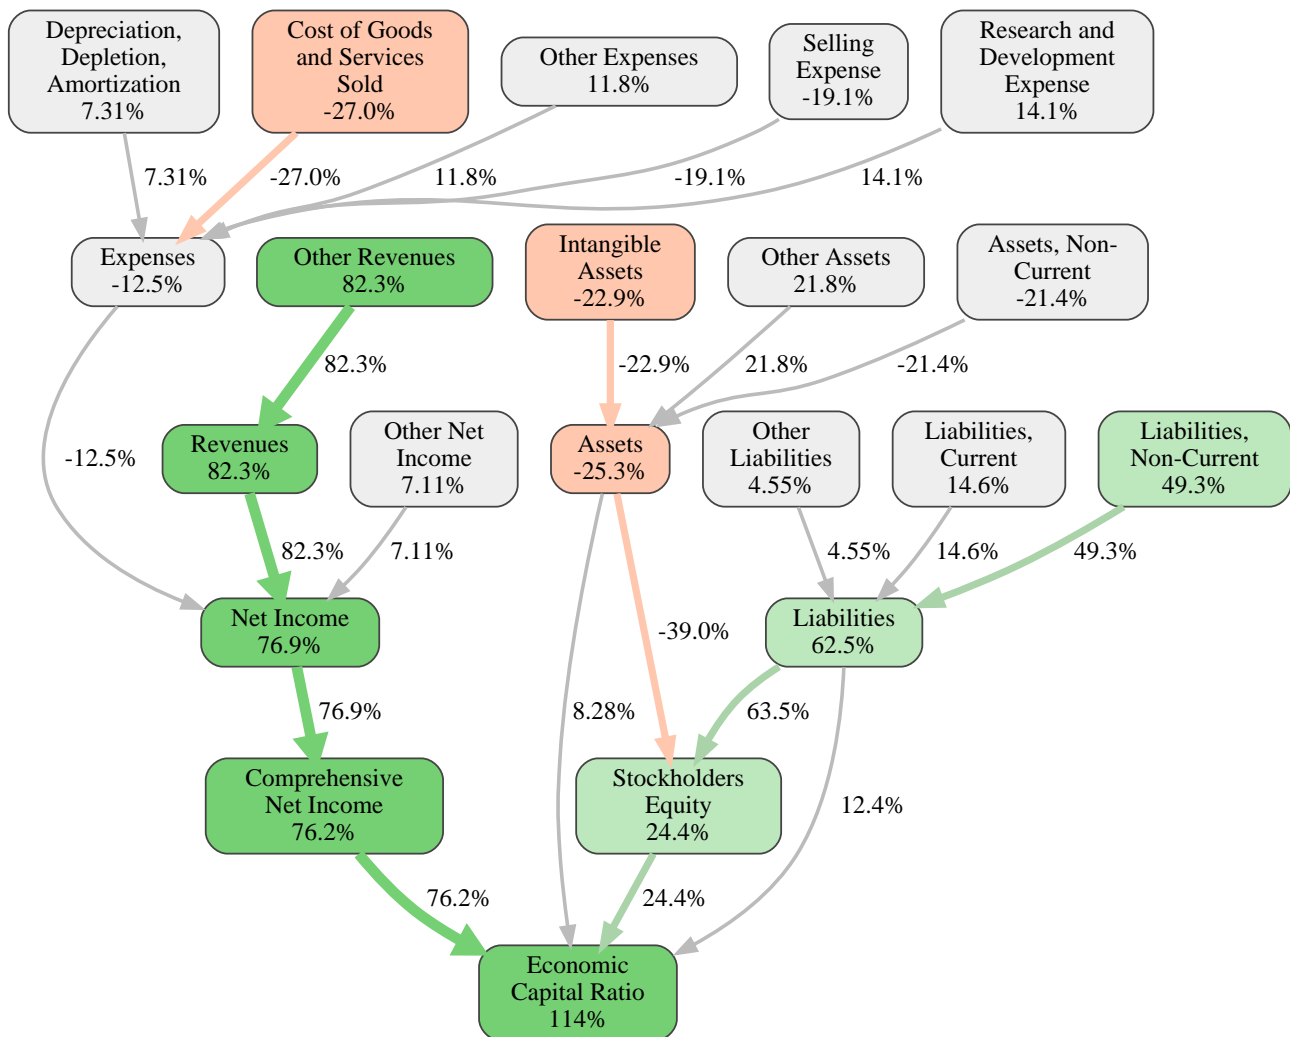 Depreciation,
Depletion,
Amortization
7.31%
Cost of Goods
and Services
Sold
-27.0%
Other Expenses
11.8%
Selling
Expense
-19.1%
Research and
Development
Expense
14.1%
7.31%
-27.0%
11.8%
-19.1%
14.1%
Expenses
-12.5%
Other Revenues
82.3%
Intangible
Assets
-22.9%
Other Assets
21.8%
Assets, Non-
Current
-21.4%
82.3%
-22.9%
21.8%
-21.4%
-12.5%
Revenues
82.3%
Other Net
Income
7.11%
Assets
-25.3%
Other
Liabilities
4.55%
Liabilities,
Current
14.6%
Liabilities,
Non-Current
49.3%
82.3%
7.11%
4.55%
14.6%
49.3%
Net Income
76.9%
-39.0%
Liabilities
62.5%
76.9%
8.28%
63.5%
Comprehensive
Net Income
76.2%
Stockholders
Equity
24.4%
12.4%
76.2%
24.4%
Economic
Capital Ratio
114%